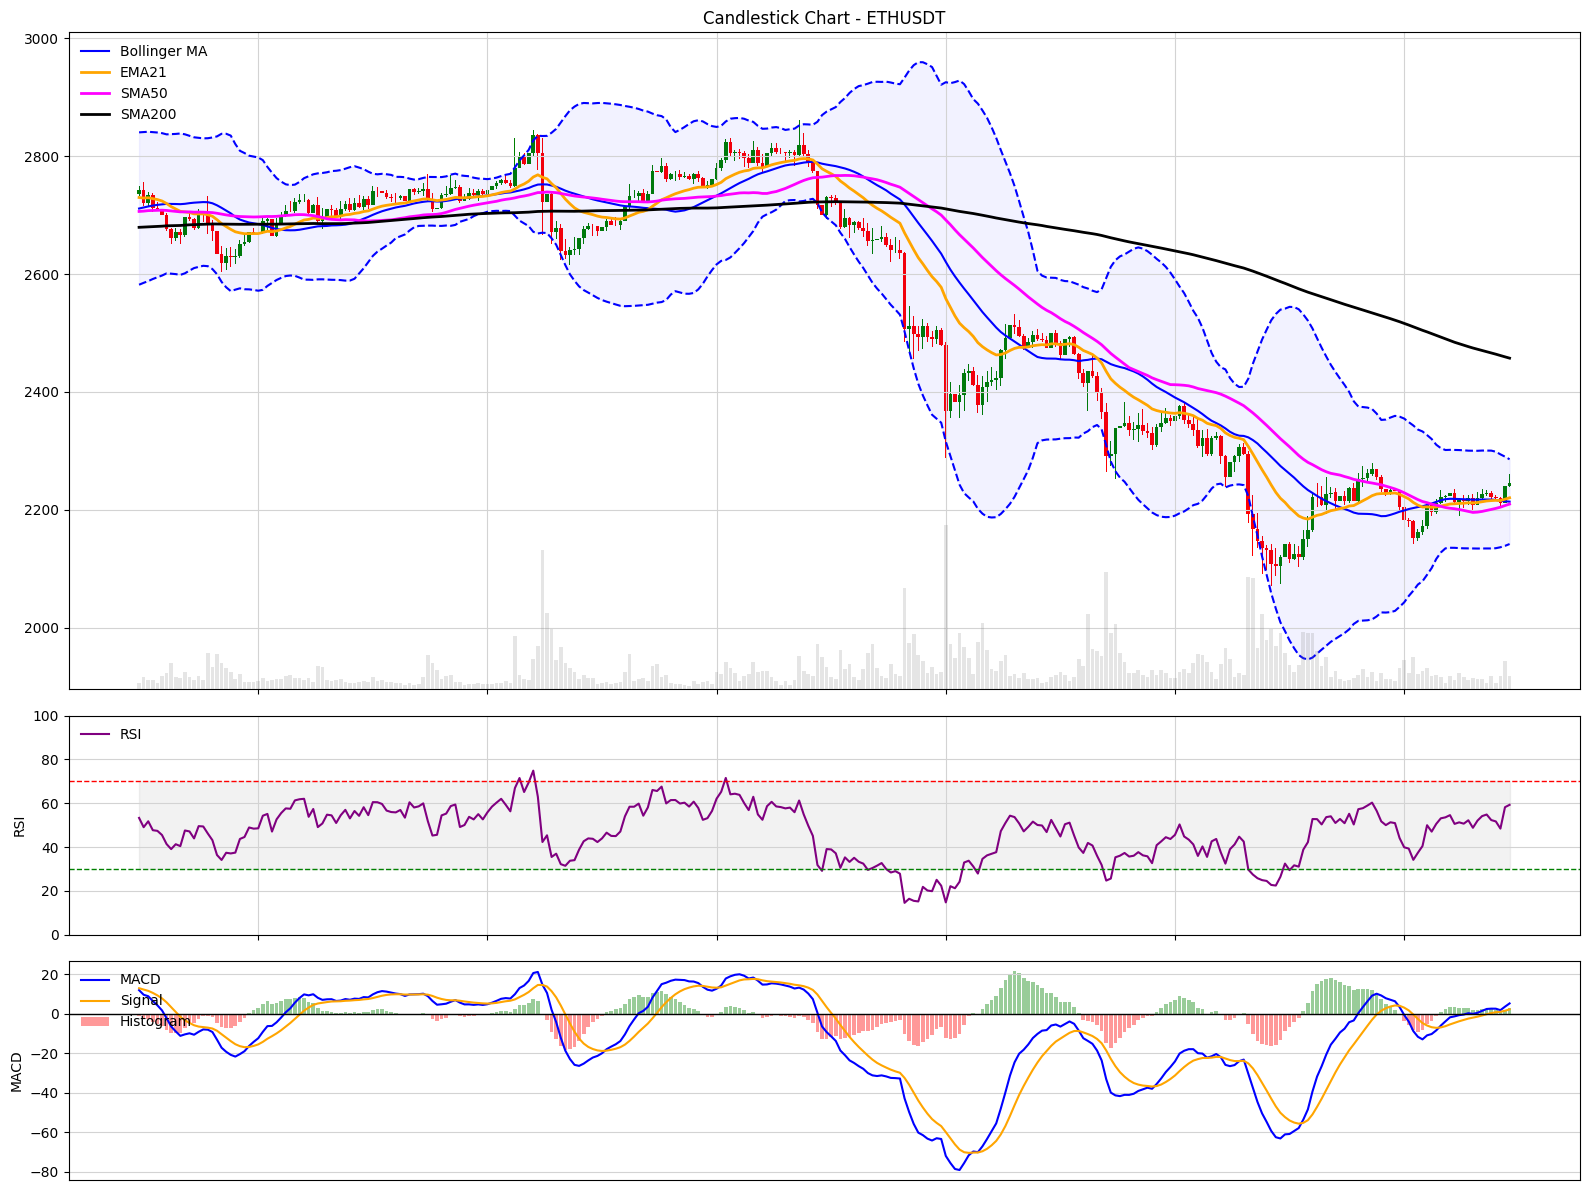 Candlestick Chart - ETHUSDT
3000
2800
2600
2400
2200
2000
Bollinger MA
EMA21
SMA50
SMA200
100
80
60
40
20
0
RSI
RSI
20
0
−20
−40
−60
−80
MACD
MACD
Signal
Histogram